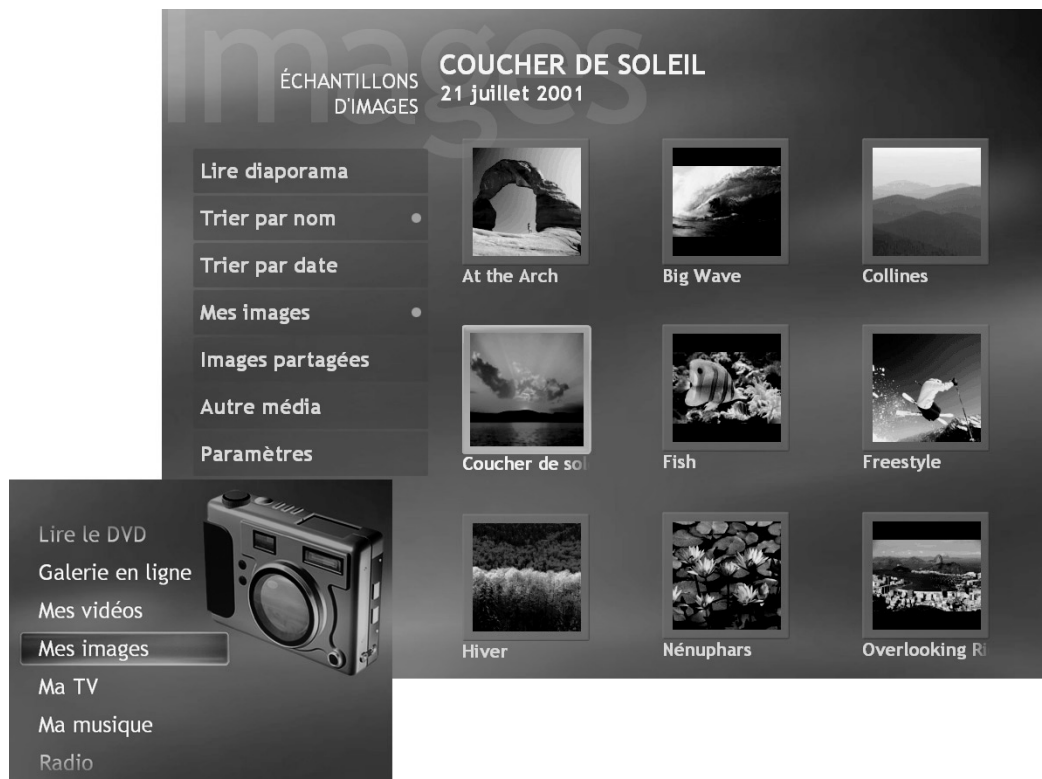 Images
ÉCHANTILLONS
D'IMAGES
COUCHER DE SOLEIL
21 juillet 2001
Lire diaporama
Trier par nom
Trier par date
Mes images
Images partagées
Autre média
Paramètres
At the Arch
Big Wave
Collines
Coucher de sol
Fish
Freestyle
Hiver
Nénuphars
Overlooking Ri
Lire le DVD
Galerie en ligne
Mes vidéos
Mes images
Ma TV
Ma musique
Radio